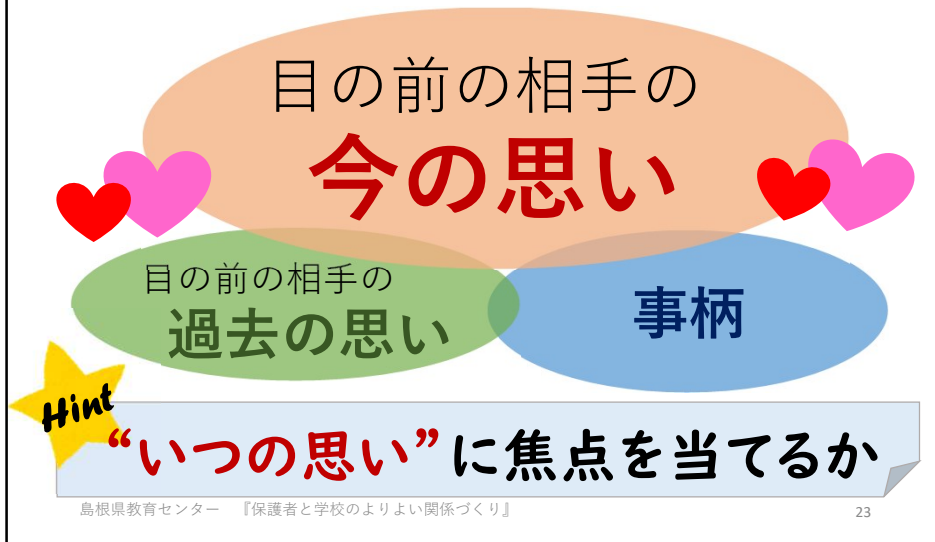 目の前の相手の
今の思い
目の前の相手の
過去の思い
事柄
Hint
“いつの思い”に焦点を当てるか
島根県教育センター 『保護者と学校のよりよい関係づくり』
23